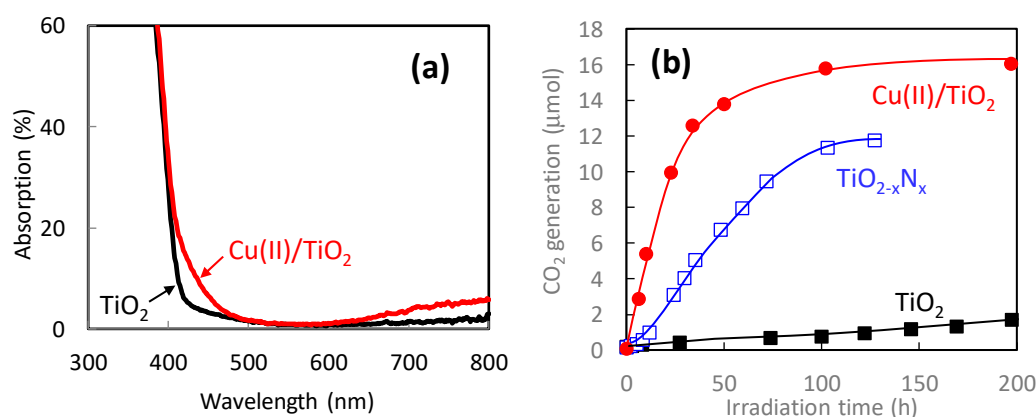 (a)
Absorption (%)
60
40
20
0
Cu(II)/TiO₂
TiO₂
300 400 500 600 700 800
Wavelength (nm)
(b)
CO₂ generation (μmol)
18
16
14
12
10
8
6
4
2
0
Cu(II)/TiO₂
TiO₂₋ₓNₓ
TiO₂
0 50 100 150 200
Irradiation time (h)